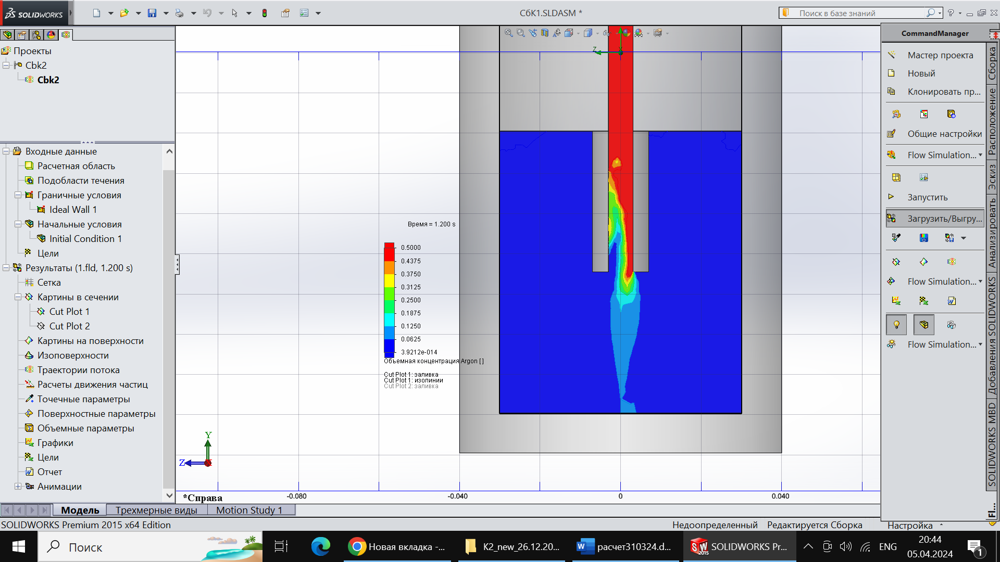 SOLIDWORKS
СбК1.SLDASM *
Поиск в базе знаний
?
CommandManager
Проекты
Cbk2
Cbk2
Входные данные
Расчетная область
Подобласти течения
Граничные условия
Ideal Wall 1
Начальные условия
Initial Condition 1
Цели
Результаты (1.fld, 1.200 s)
Сетка
Картины в сечении
Cut Plot 1
Cut Plot 2
Картины на поверхности
Изоповерхности
Траектории потока
Расчеты движения частиц
Точечные параметры
Поверхностные параметры
Объемные параметры
Графики
Цели
Отчет
Анимации
Z
Время = 1.200 s
0.5000
0.4375
0.3750
0.3125
0.2500
0.1875
0.1250
0.0625
3.9212e-014
Объемная концентрация Argon [ ]
Cut Plot 1: заливка
Cut Plot 1: изолинии
Cut Plot 2: заливка
Y
Z
*Справа
-0.080
-0.040
0
0.040
Мастер проекта
Новый
Клонировать пр...
Общие настройки
Flow Simulation...
Запустить
Загрузить/Выгру...
Flow Simulation...
Flow Simulation...
Сборка
Расположение
Эскиз
Анализировать
Добавления SOLIDWORKS
SOLIDWORKS MBD
Fl...
Модель
Трехмерные виды
Motion Study 1
SOLIDWORKS Premium 2015 x64 Edition
Недоопределенный
Редактируется Сборка
Настройка
Поиск
Новая вкладка -...
K2_new_26.12.20...
расчет310324.d...
SOLIDWORKS Pr...
ENG
20:44
05.04.2024
1